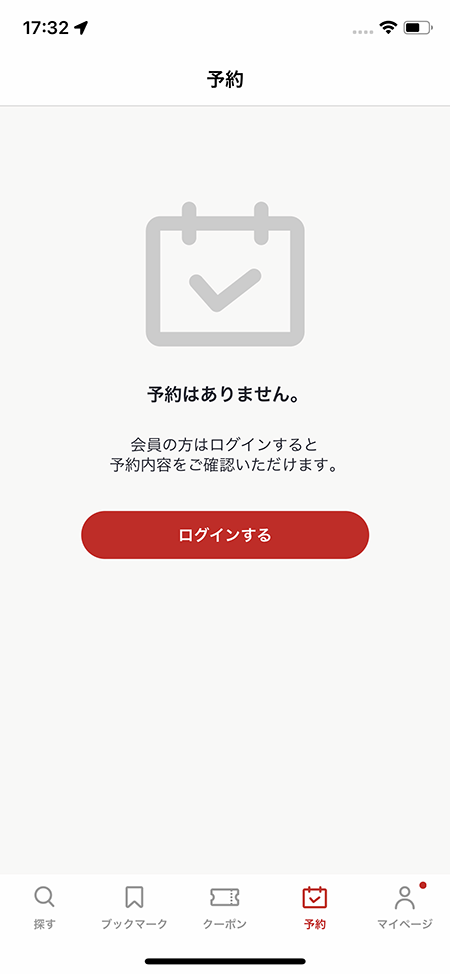 17:32
予約
予約はありません。
会員の方はログインすると
予約内容をご確認いただけます。
ログインする
探す
ブックマーク
クーポン
予約
マイページ